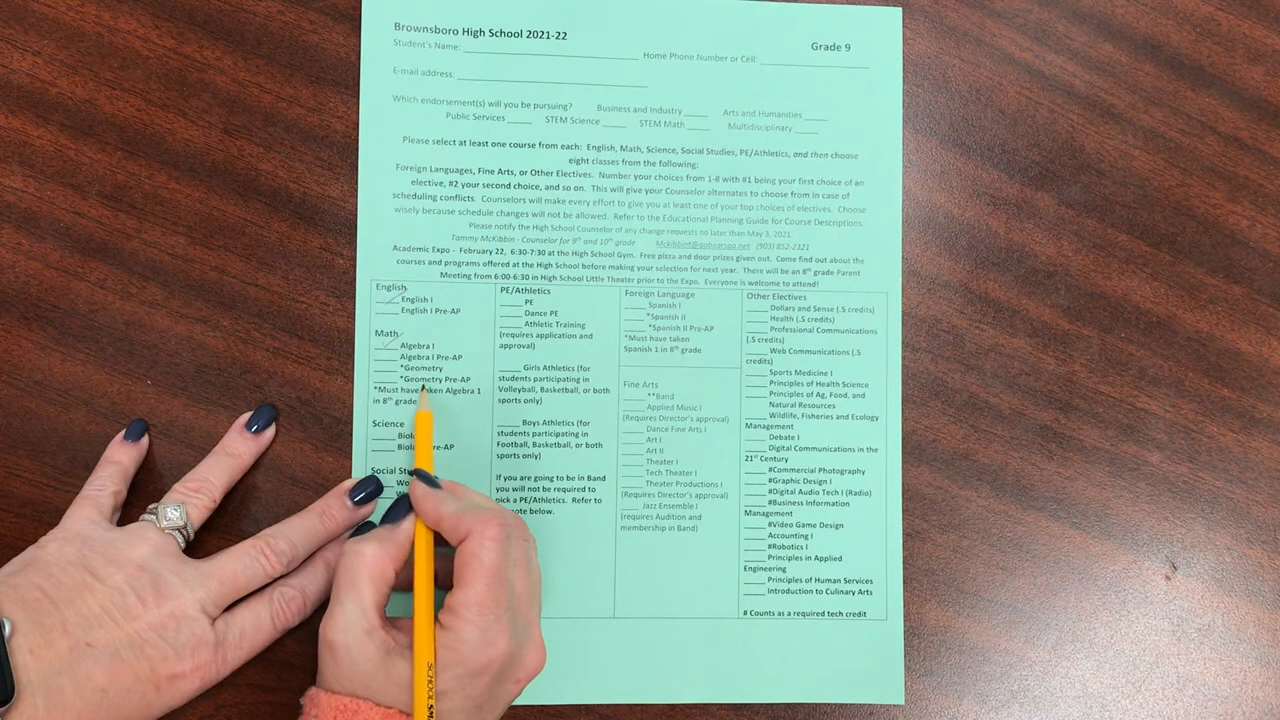 Brownsboro High School 2021-22
Grade 9
Student's Name: Home Phone Number or Cell:
E-mail address:
Which endorsement(s) will you be pursuing? Business and Industry Arts and Humanities
Public Services STEM Science STEM Math Multidisciplinary
Please select at least one course from each: English, Math, Science, Social Studies, PE/Athletics, and then choose
eight classes from the following:
Foreign Languages, Fine Arts, or Other Electives. Number your choices from 1-8 with #1 being your first choice of an
elective, #2 your second choice, and so on. This will give your Counselor alternates to choose from in case of
scheduling conflicts. Counselors will make every effort to give you at least one of your top choices of electives. Choose
wisely because schedule changes will not be allowed. Refer to the Educational Planning Guide for Course Descriptions.
Please notify the High School Counselor of any change requests no later than May 3, 2021.
Tammy McKibbin - Counselor for 9th and 10th grade Mckibbint@gobearsgo.net (903) 852-2321
Academic Expo - February 22, 6:30-7:30 at the High School Gym. Free pizza and door prizes given out. Come find out about the
courses and programs offered at the High School before making your selection for next year. There will be an 8th grade Parent
Meeting from 6:00-6:30 in High School Little Theater prior to the Expo. Everyone is welcome to attend!
English
English I
English I Pre-AP
Math
Algebra I
Algebra I Pre-AP
*Geometry
*Geometry Pre-AP
*Must have taken Algebra 1
in 8th grade
Science
Pre-AP
Social
PE/Athletics
PE
Dance PE
Athletic Training
(requires application and
approval)
Girls Athletics (for
students participating in
Volleyball, Basketball, or both
sports only)
Boys Athletics (for
students participating in
Football, Basketball, or both
sports only)
If you are going to be in Band
you will not be required to
pick a PE/Athletics. Refer to
note below.
Foreign Language
Spanish I
*Spanish II
*Spanish II Pre-AP
*Must have taken
Spanish 1 in 8th grade
Fine Arts
**Band
Applied Music I
(Requires Director's approval)
Dance Fine Arts I
Art I
Art II
Theater I
Tech Theater I
Theater Productions I
(Requires Director's approval)
Jazz Ensemble I
(requires Audition and
membership in Band)
Other Electives
Dollars and Sense (.5 credits)
Health (.5 credits)
Professional Communications
(.5 credits)
Web Communications (.5
credits)
Sports Medicine I
Principles of Health Science
Principles of Ag, Food, and
Natural Resources
Wildlife, Fisheries and Ecology
Management
Debate I
Digital Communications in the
21st Century
#Commercial Photography
#Graphic Design I
#Digital Audio Tech I (Radio)
#Business Information
Management
#Video Game Design
Accounting I
#Robotics I
Principles in Applied
Engineering
Principles of Human Services
Introduction to Culinary Arts
# Counts as a required tech credit